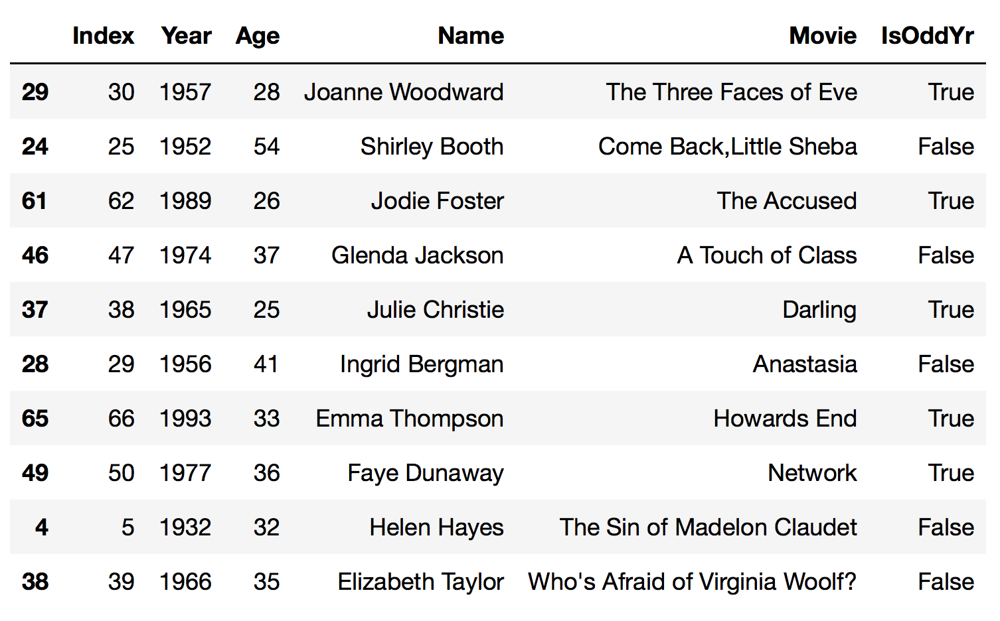 Index Year Age Name Movie IsOddYr
29 30 1957 28 Joanne Woodward The Three Faces of Eve True
24 25 1952 54 Shirley Booth Come Back,Little Sheba False
61 62 1989 26 Jodie Foster The Accused True
46 47 1974 37 Glenda Jackson A Touch of Class False
37 38 1965 25 Julie Christie Darling True
28 29 1956 41 Ingrid Bergman Anastasia False
65 66 1993 33 Emma Thompson Howards End True
49 50 1977 36 Faye Dunaway Network True
4 5 1932 32 Helen Hayes The Sin of Madelon Claudet False
38 39 1966 35 Elizabeth Taylor Who's Afraid of Virginia Woolf? False